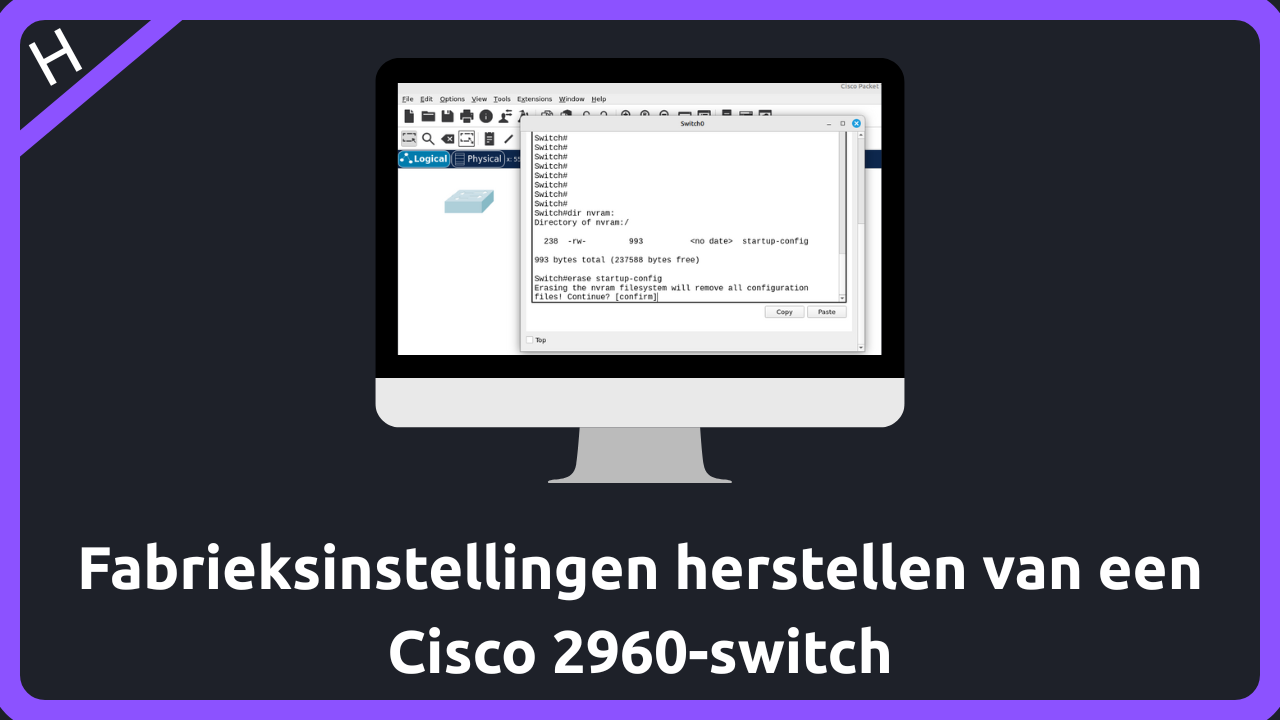 H
Cisco Packet
File Edit Options View Tools Extensions Window Help
Switch0
Logical Physical
Switch#
Switch#
Switch#
Switch#
Switch#
Switch#
Switch#
Switch#
Switch#dir nvram:
Directory of nvram:/
238 -rw- 993 <no date> startup-config
993 bytes total (237588 bytes free)
Switch#erase startup-config
Erasing the nvram filesystem will remove all configuration
files! Continue? [confirm]
Copy Paste
Top
Fabrieksinstellingen herstellen van een
Cisco 2960-switch